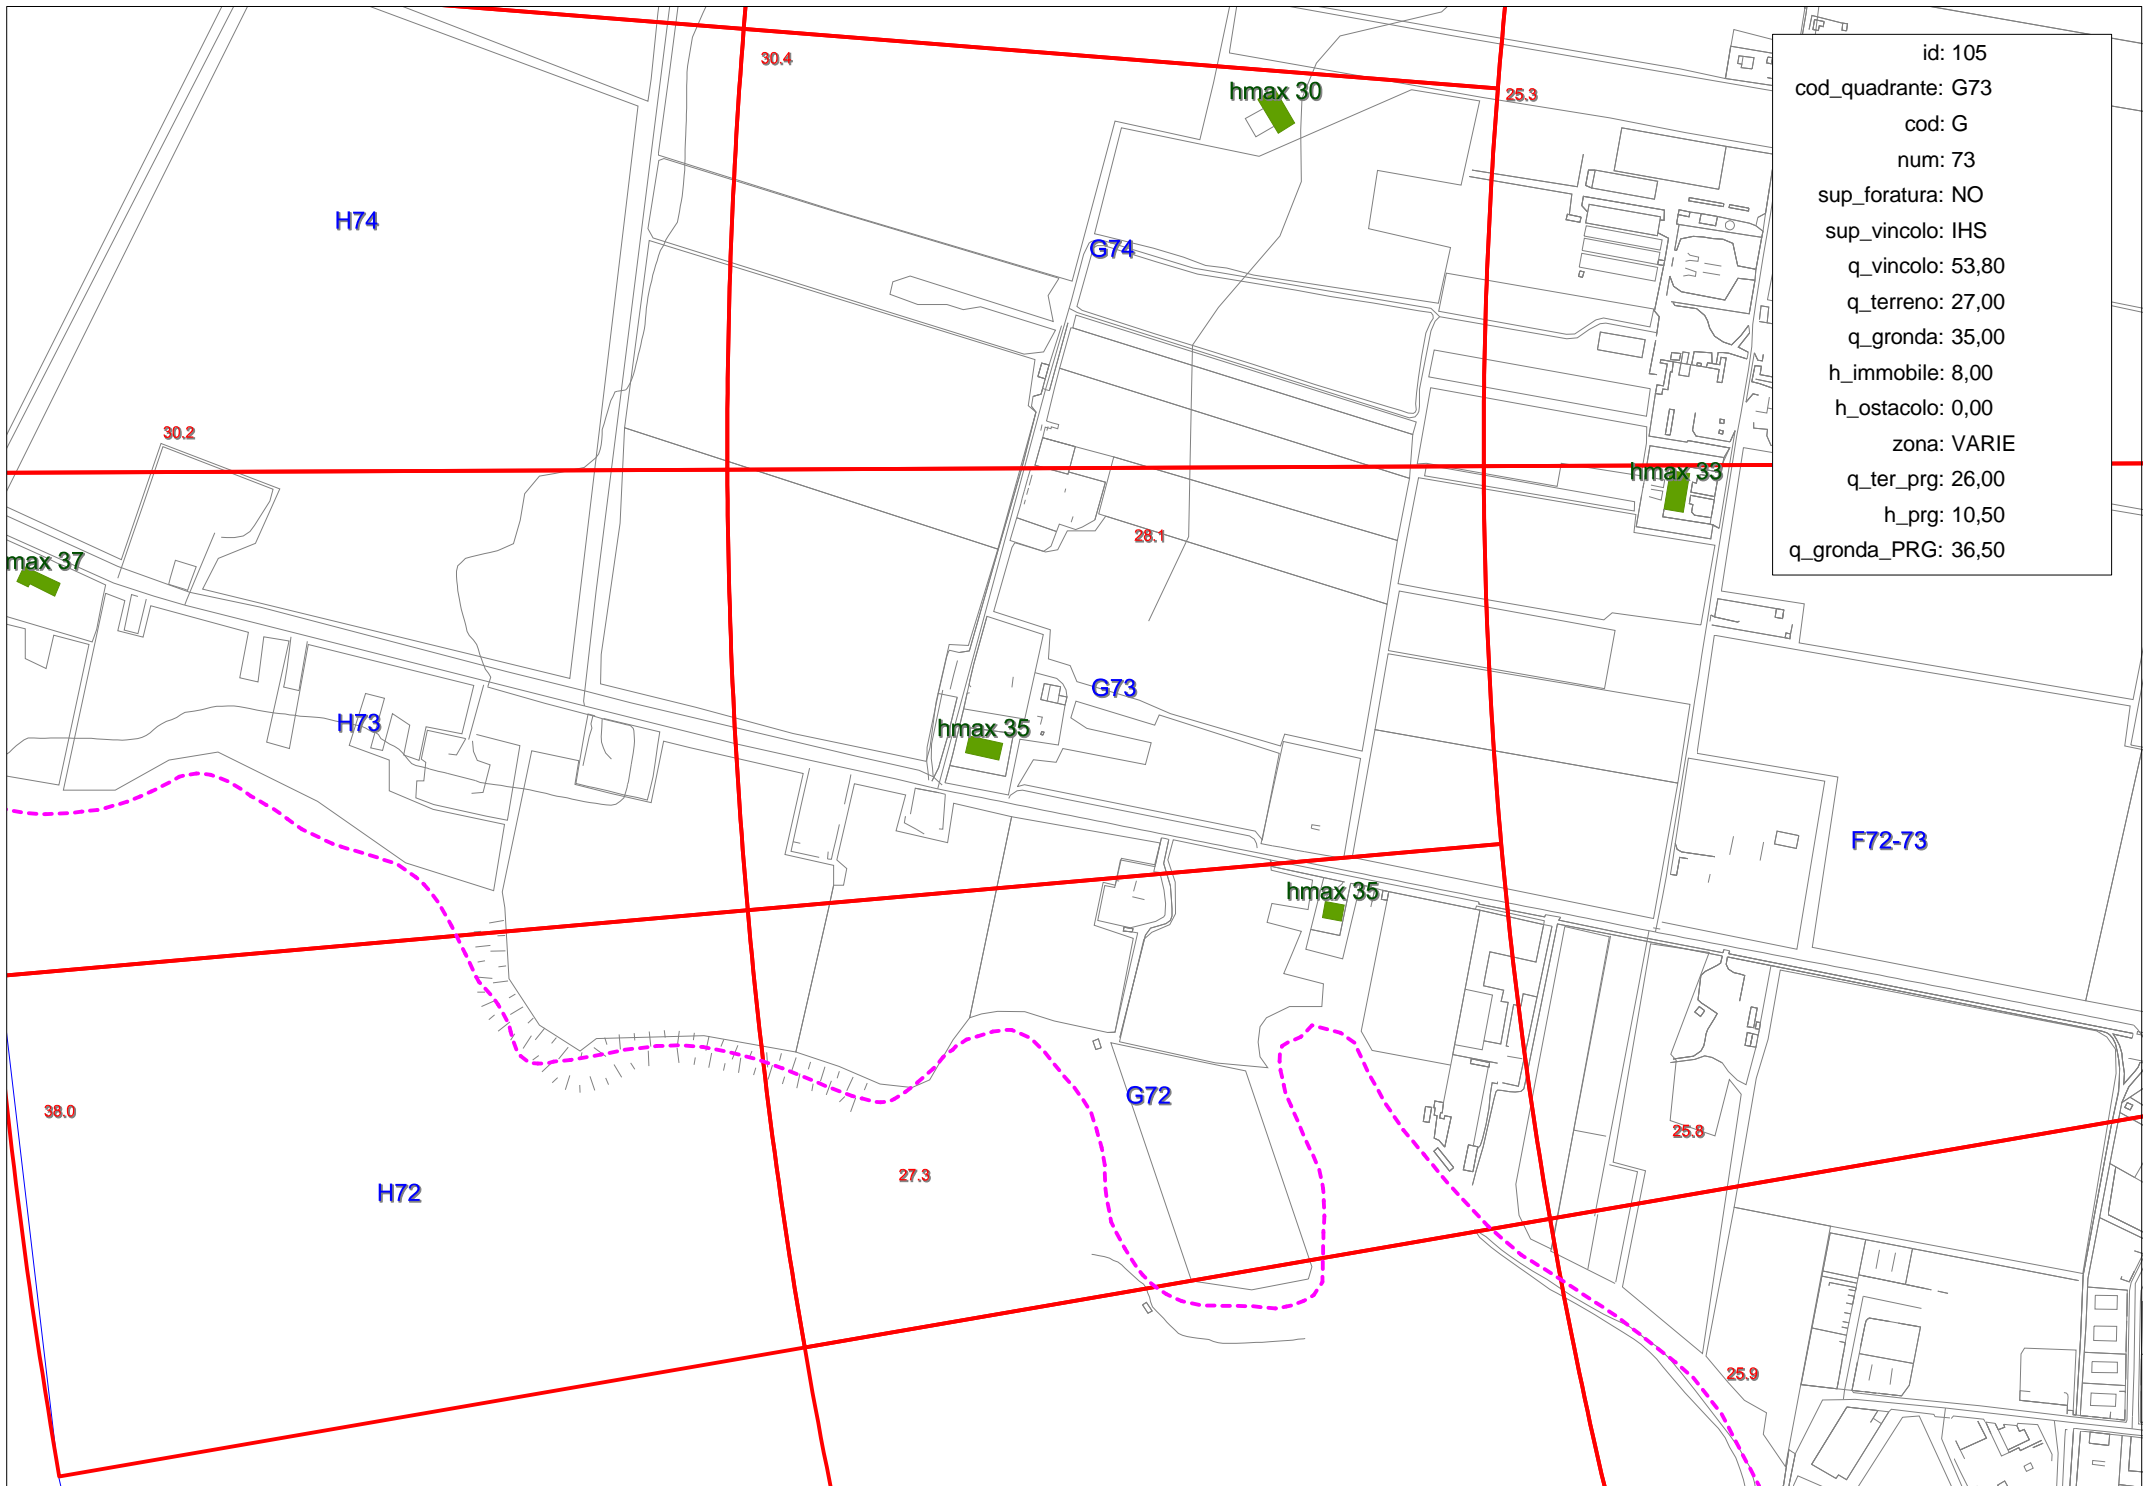 30.4
hmax 30
25.3
id: 105
cod_quadrante: G73
cod: G
num: 73
sup_foratura: NO
sup_vincolo: IHS
q_vincolo: 53,80
q_terreno: 27,00
q_gronda: 35,00
h_immobile: 8,00
h_ostacolo: 0,00
zona: VARIE
q_ter_prg: 26,00
h_prg: 10,50
q_gronda_PRG: 36,50
H74
G74
30.2
hmax 33
28.1
max 37
G73
H73
hmax 35
F72-73
hmax 35
G72
38.0
25.8
27.3
H72
25.9